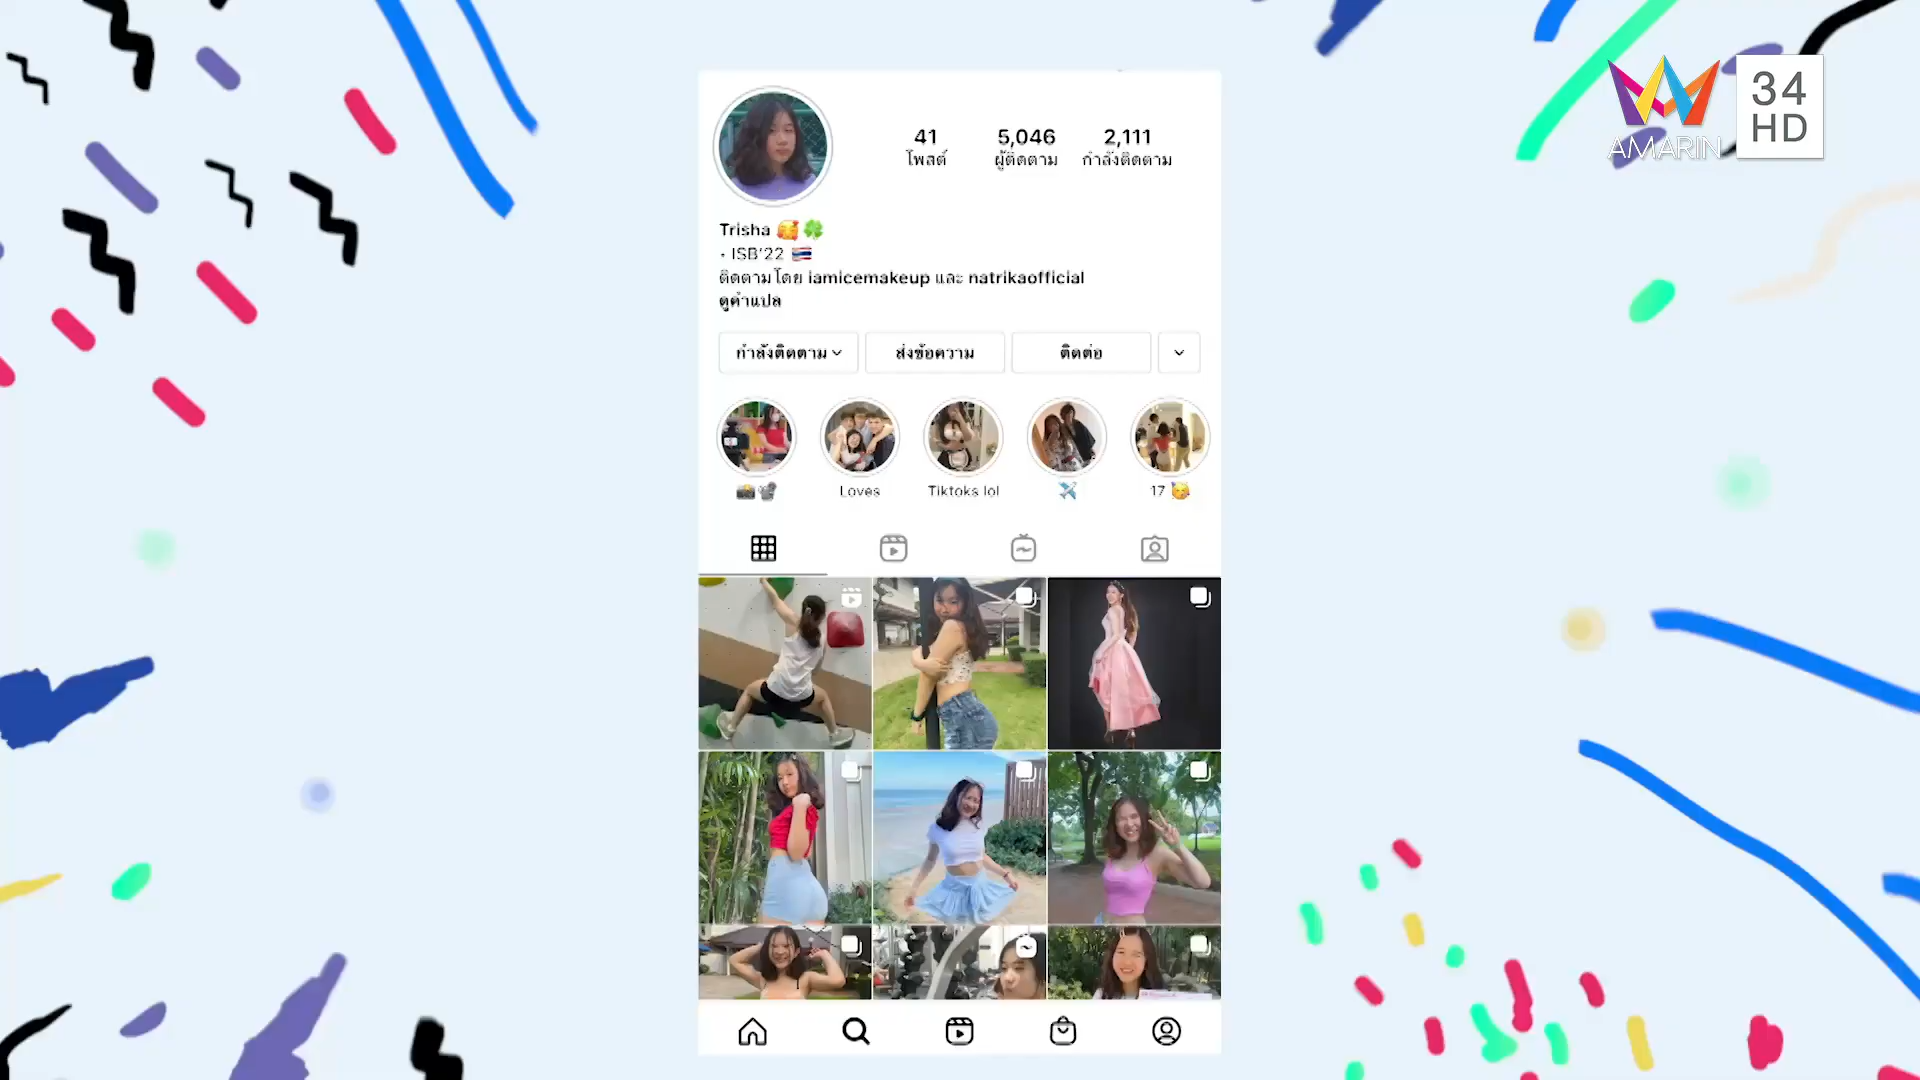 AMARIN
34
HD
41
5,046
2,111
โพสต์
ผู้ติดตาม
กำลังติดตาม
Trisha 🥰🍀
• ISB'22 🇹🇭
ติดตามโดย iamicemakeup และ natrikaofficial
ดูคำแปล
กำลังติดตาม
ส่งข้อความ
ติดต่อ
📸📽
Loves
Tiktoks lol
✈️
17 🥳